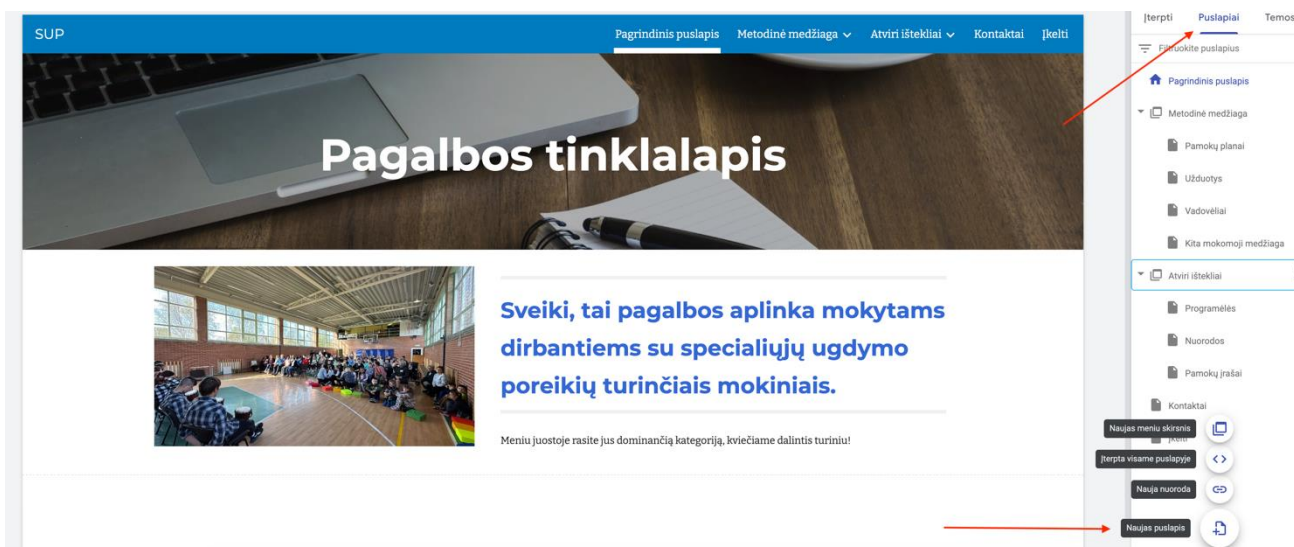 Įterpti Puslapiai Temos
SUP Pagrindinis puslapis Metodinė medžiaga Atviri ištekliai Kontaktai Įkelti
Filtruokite puslapius
Pagrindinis puslapis
Metodinė medžiaga
Pamokų planai
Užduotys
Vadovėliai
Kita mokomoji medžiaga
Atviri ištekliai
Programėlės
Nuorodos
Pamokų įrašai
Kontaktai
Įkelti
Pagalbos tinklalapis
Sveiki, tai pagalbos aplinka mokytams
dirbantiems su specialiųjų ugdymo
poreikių turinčiais mokiniais.
Meniu juostoje rasite jus dominančią kategoriją, kviečiame dalintis turiniu!
Naujas meniu skirsnis
Įterpta visame puslapyje
Nauja nuoroda
Naujas puslapis